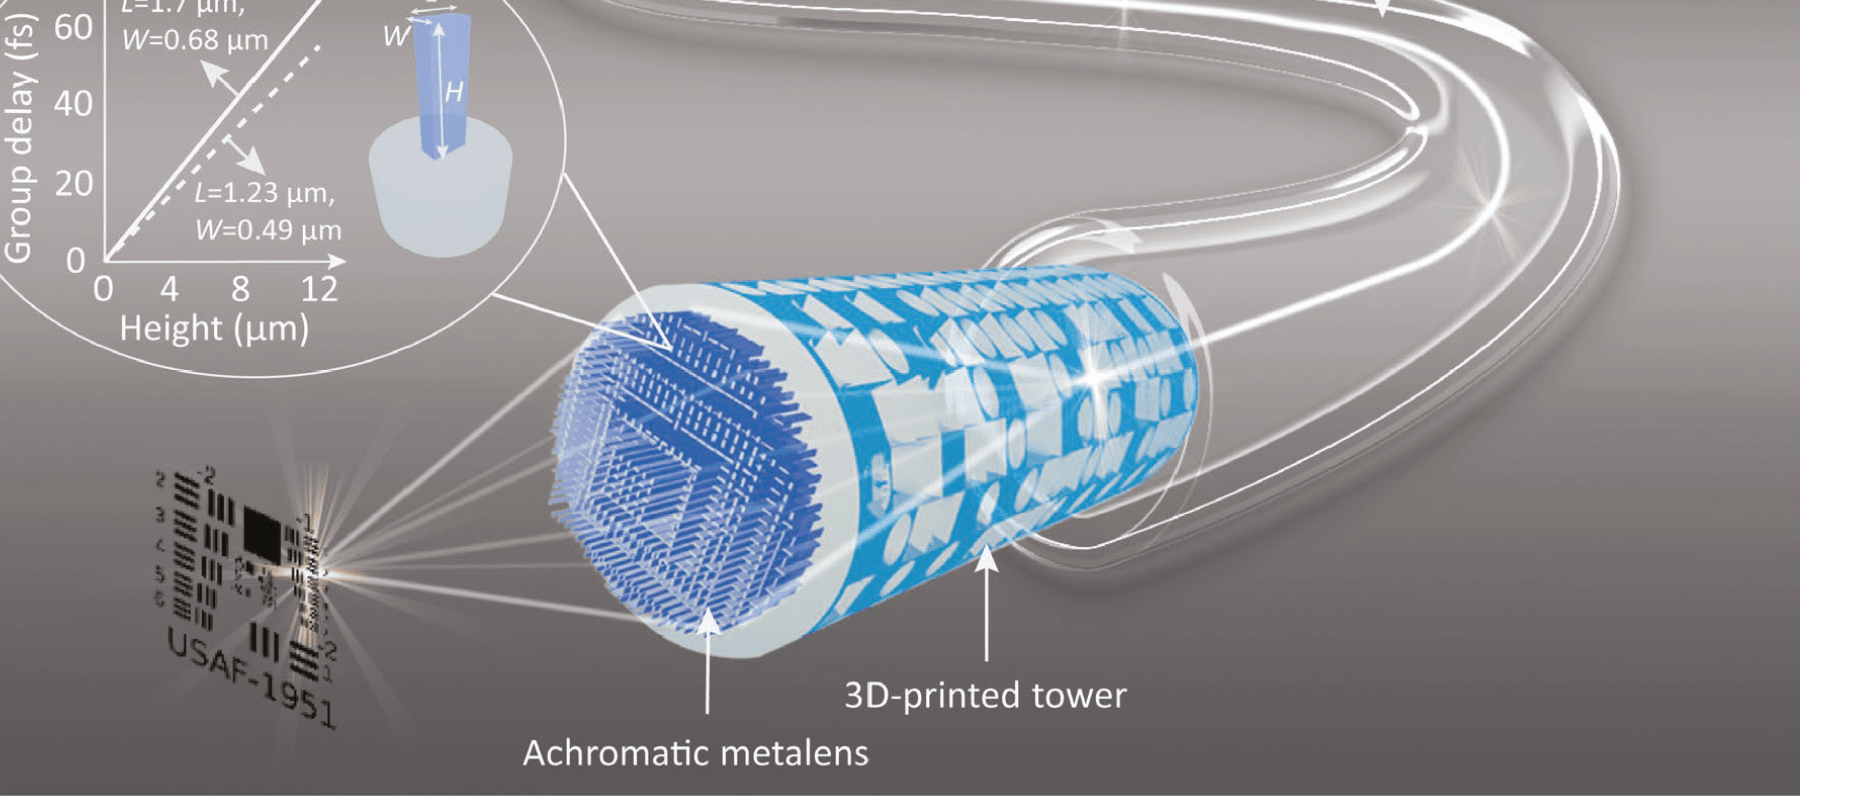 L=1.7 µm,
W=0.68 µm
60
40
20
0
Group delay (fs)
0 4 8 12
Height (µm)
L=1.23 µm,
W=0.49 µm
W
H
-2
2
3
4
5
6
-1
-2
1
USAF-1951
3D-printed tower
Achromatic metalens